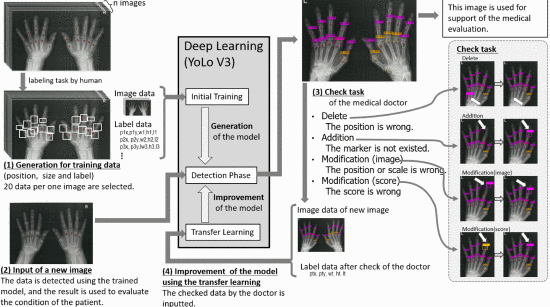 n images
This image is used for
support of the medical
evaluation.
labeling task by human
Image data
Label data
p1x,p1y,w1,h1,l1
p2x, p2y,w2,h2,l2
p3x, p3y,w3,h3,l3
(1) Generation for training data
(position, size and label)
20 data per one image are selected.
Deep Learning
(YoLo V3)
Initial Training
Generation
of the model
Detection Phase
Improvement
of the model
Transfer Learning
(2) Input of a new image
The data is detected using the trained
model, and the result is used to evaluate
the condition of the patient.
(3) Check task
of the medical doctor
• Delete
The position is wrong.
• Addition
The marker is not existed.
• Modification (image)
The position or scale is wrong.
• Modification (score)
The score is wrong
Image data of new image
Label data after check of the doctor
(4) Improvement of the model
using the transfer learning
The checked data by the doctor is
inputted.
Check task
Delete
Addition
Modification(image)
Modification(score)